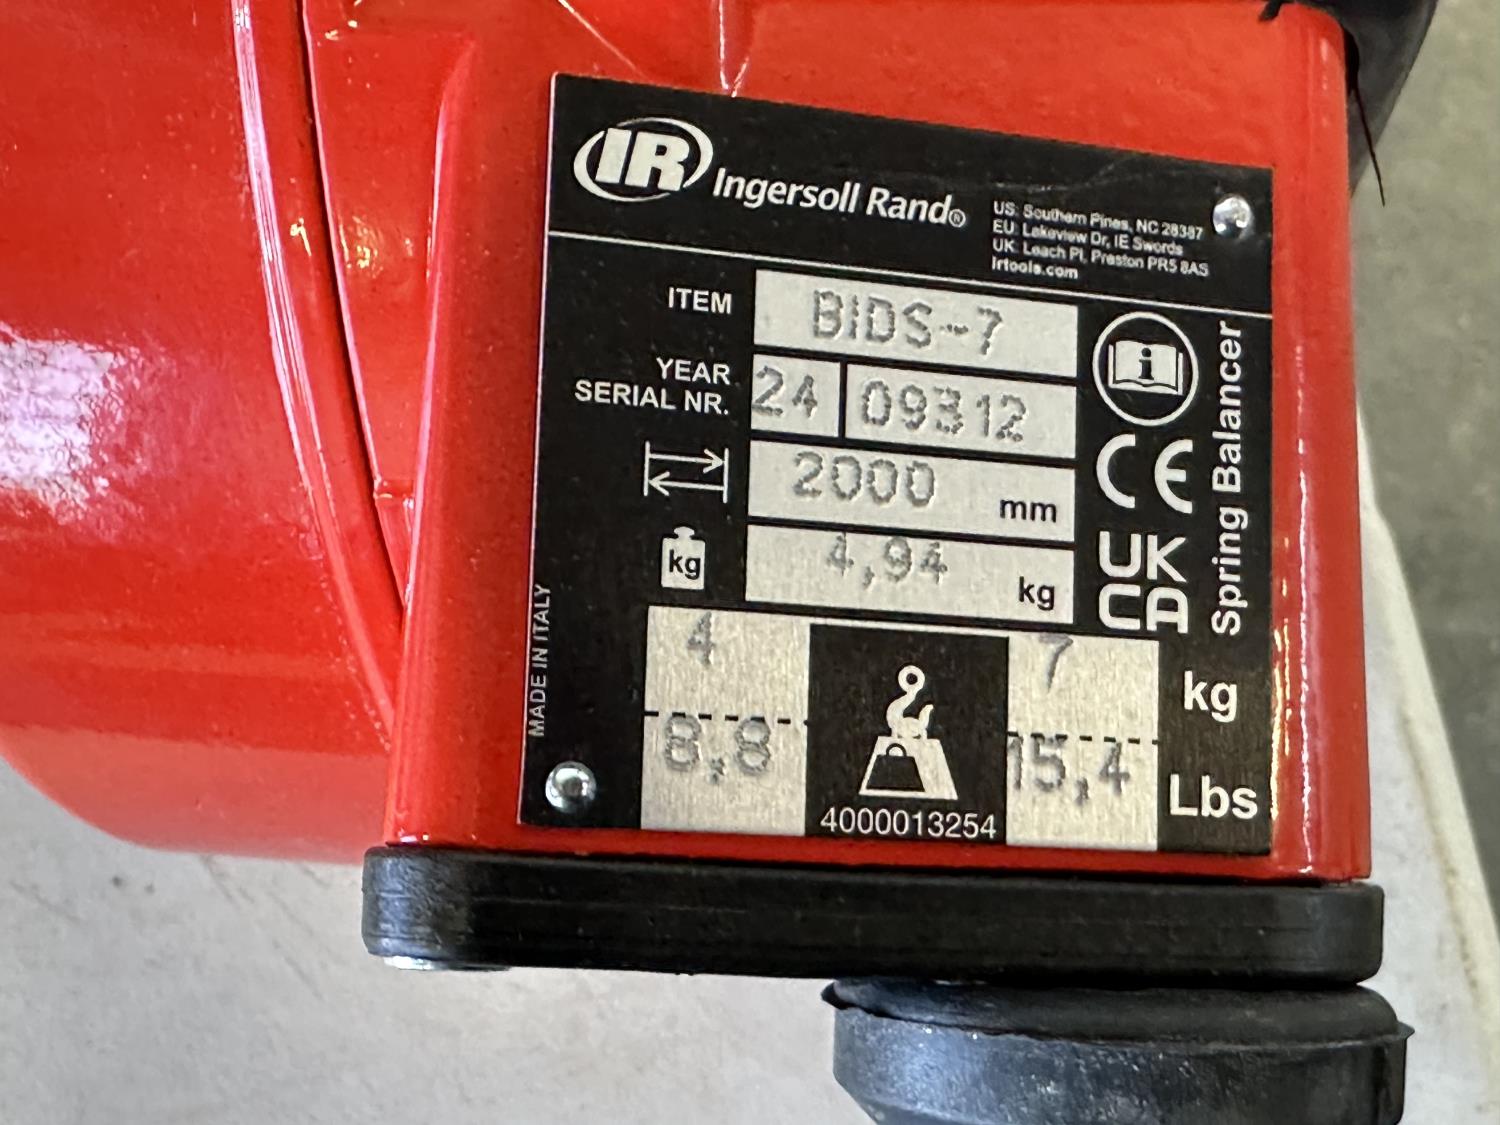 IR Ingersoll Rand®
US: Southern Pines, NC 28387
EU: Lakeview Dr, IE Swords
UK: Leach Pl, Preston PR5 8AS
irtools.com
ITEM BIDS-7
YEAR 24
SERIAL NR. 09312
2000 mm
kg 4,94 kg
4 7 kg
8,8 15,4 Lbs
4000013254
i
CE
UK
CA
Spring Balancer
MADE IN ITALY